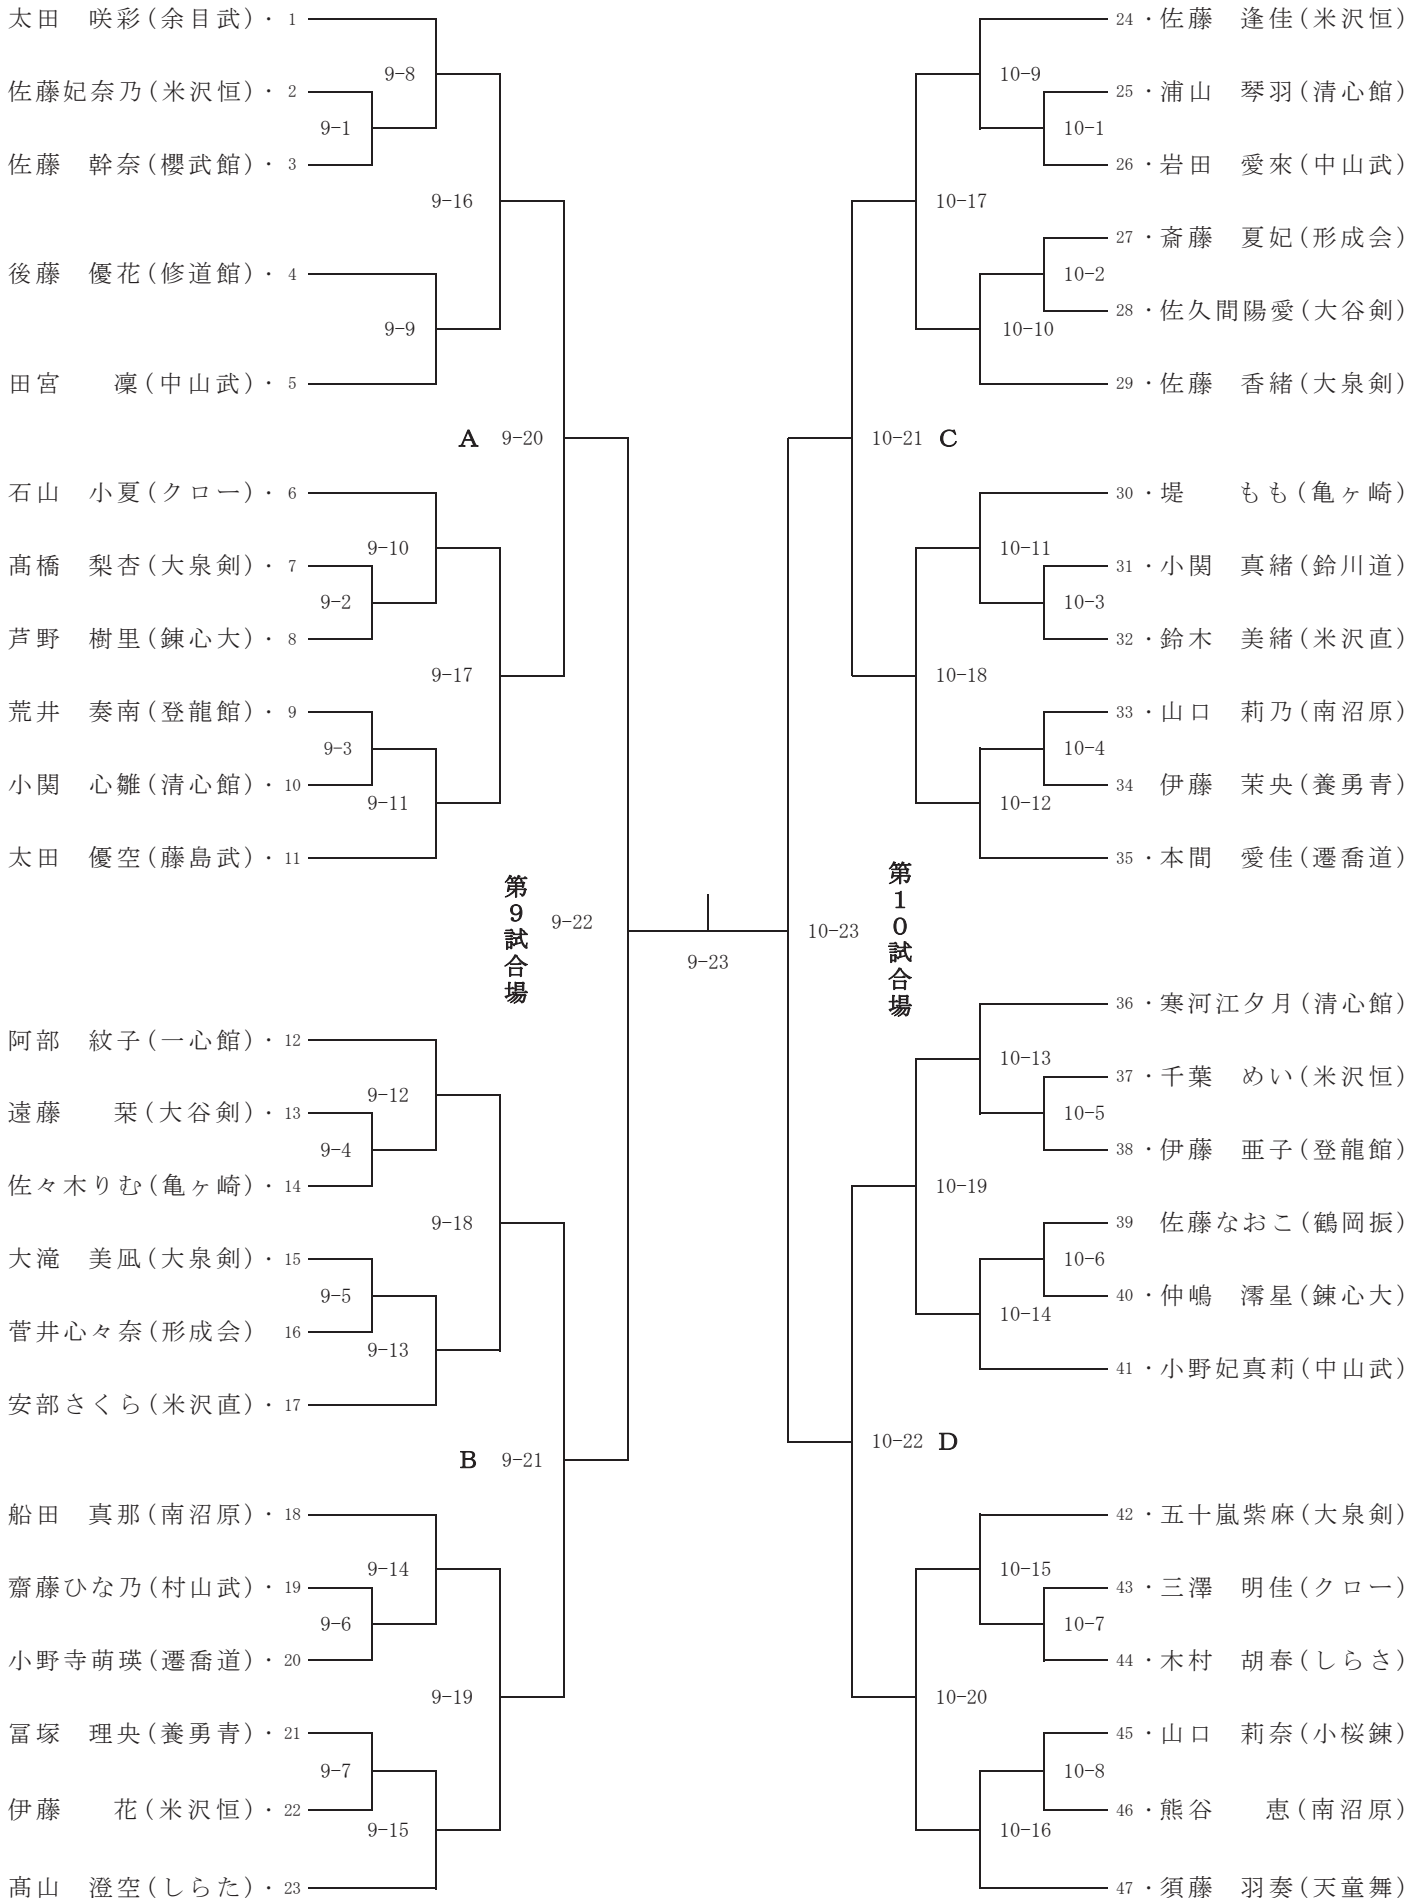 太田　咲彩(余目武)・ 1
9-8
佐藤妃奈乃(米沢恒)・ 2
9-1
佐藤　幹奈(櫻武館)・ 3
9-16
後藤　優花(修道館)・ 4
9-9
田宮　　凜(中山武)・ 5
A 9-20
石山　小夏(クロー)・ 6
9-10
髙橋　梨杏(大泉剣)・ 7
9-2
芦野　樹里(錬心大)・ 8
9-17
荒井　奏南(登龍館)・ 9
9-3
小関　心雛(清心館)・ 10
9-11
太田　優空(藤島武)・ 11
第9試合場
9-22
9-23
阿部　紋子(一心館)・ 12
9-12
遠藤　　栞(大谷剣)・ 13
9-4
佐々木りむ(亀ヶ崎)・ 14
9-18
大滝　美凪(大泉剣)・ 15
9-5
菅井心々奈(形成会) 16
9-13
安部さくら(米沢直)・ 17
B 9-21
船田　真那(南沼原)・ 18
9-14
齋藤ひな乃(村山武)・ 19
9-6
小野寺萌瑛(遷喬道)・ 20
9-19
冨塚　理央(養勇青)・ 21
9-7
伊藤　　花(米沢恒)・ 22
9-15
髙山　澄空(しらた)・ 23
24 ・佐藤　逢佳(米沢恒)
10-9
25 ・浦山　琴羽(清心館)
10-1
26 ・岩田　愛來(中山武)
10-17
27 ・斎藤　夏妃(形成会)
10-2
28 ・佐久間陽愛(大谷剣)
10-10
29 ・佐藤　香緒(大泉剣)
10-21 C
30 ・堤　　もも(亀ヶ崎)
10-11
31 ・小関　真緒(鈴川道)
10-3
32 ・鈴木　美緒(米沢直)
10-18
33 ・山口　莉乃(南沼原)
10-4
34 伊藤　茉央(養勇青)
10-12
35 ・本間　愛佳(遷喬道)
第10試合場
10-23
36 ・寒河江夕月(清心館)
10-13
37 ・千葉　めい(米沢恒)
10-5
38 ・伊藤　亜子(登龍館)
10-19
39 佐藤なおこ(鶴岡振)
10-6
40 ・仲嶋　澪星(錬心大)
10-14
41 ・小野妃真莉(中山武)
10-22 D
42 ・五十嵐紫麻(大泉剣)
10-15
43 ・三澤　明佳(クロー)
10-7
44 ・木村　胡春(しらさ)
10-20
45 ・山口　莉奈(小桜錬)
10-8
46 ・熊谷　　恵(南沼原)
10-16
47 ・須藤　羽奏(天童舞)